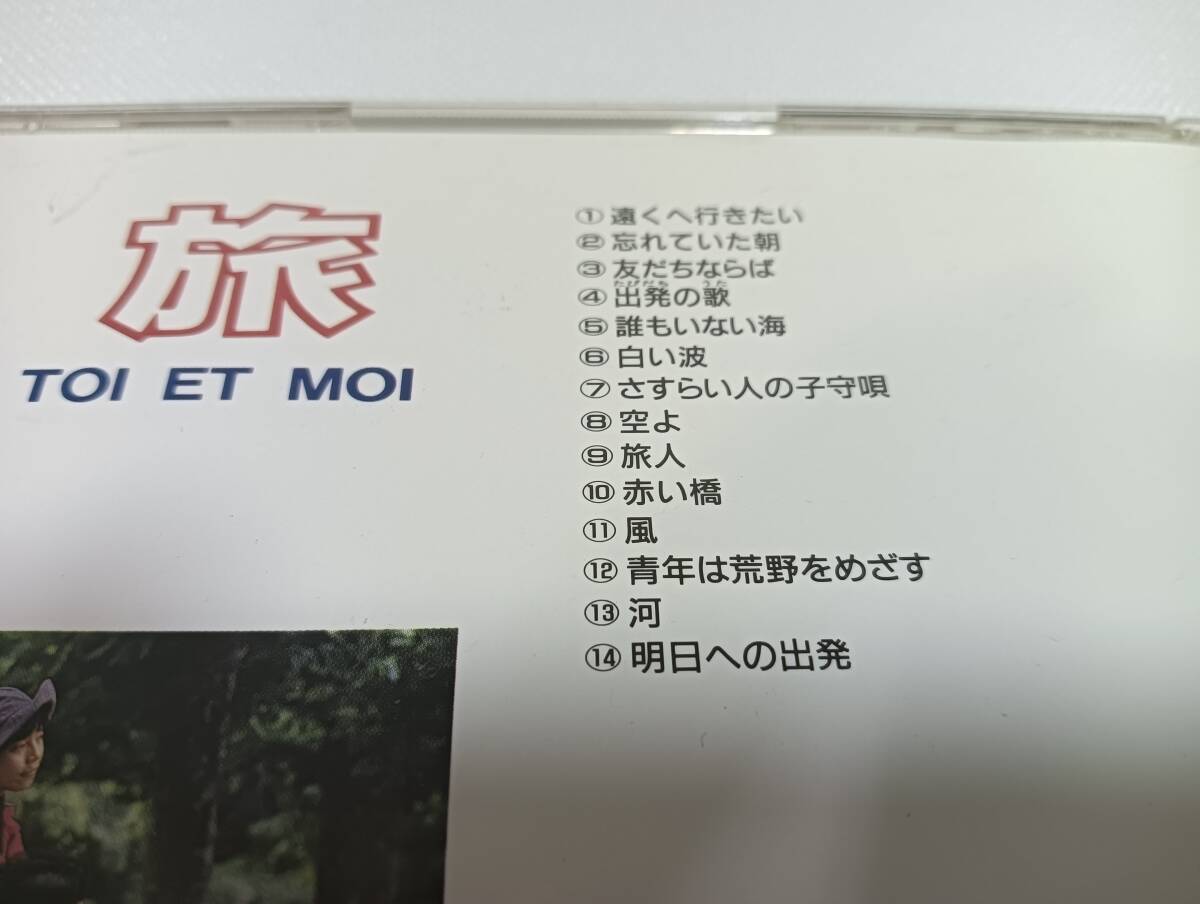 旅
TOI ET MOI
① 遠くへ行きたい
② 忘れていた朝
③ 友だちならば
たびだち うた
④ 出発の歌
⑤ 誰もいない海
⑥ 白い波
⑦ さすらい人の子守唄
⑧ 空よ
⑨ 旅人
⑩ 赤い橋
⑪ 風
⑫ 青年は荒野をめざす
⑬ 河
⑭ 明日への出発